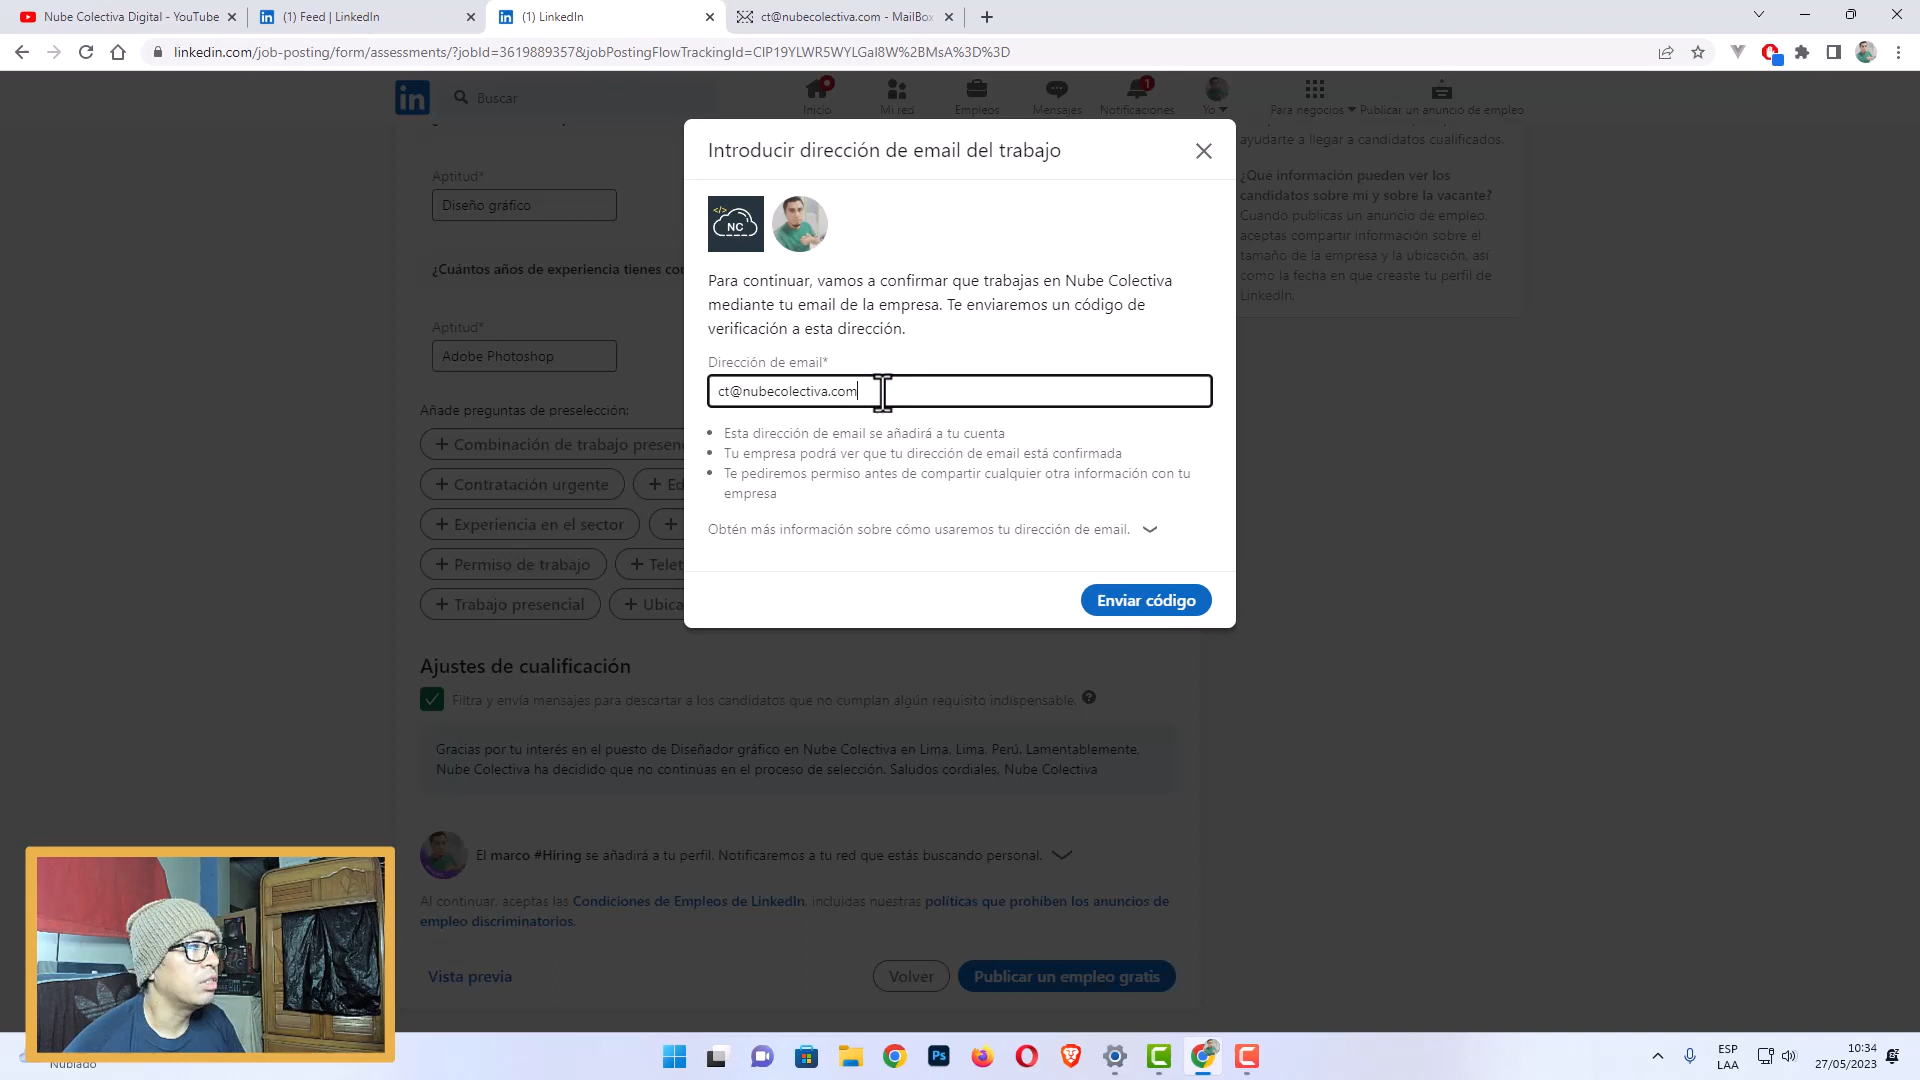 Nube Colectiva Digital - YouTube
(1) Feed | LinkedIn
(1) LinkedIn
ct@nubecolectiva.com - MailBox
linkedin.com/job-posting/form/assessments/?jobId=3619889357&jobPostingFlowTrackingId=CIP19YLWR5WYLGaI8W%2BMsA%3D%3D
in
Buscar
Inicio
Mi red
Empleos
Mensajes
1
Notificaciones
Yo
Para negocios
Publicar un anuncio de empleo
ayudarte a llegar a candidatos cualificados.
¿Qué información pueden ver los
candidatos sobre mí y sobre la vacante?
Cuando publicas un anuncio de empleo,
aceptas compartir información sobre el
tamaño de la empresa y la ubicación, así
como la fecha en que creaste tu perfil de
LinkedIn.
Aptitud*
Diseño gráfico
¿Cuántos años de experiencia tienes con
Aptitud*
Adobe Photoshop
Añade preguntas de preselección:
+ Combinación de trabajo presen
+ Contratación urgente
+ Ed
+ Experiencia en el sector
+
+ Permiso de trabajo
+ Telet
+ Trabajo presencial
+ Ubica
Introducir dirección de email del trabajo
</>
NC
Para continuar, vamos a confirmar que trabajas en Nube Colectiva
mediante tu email de la empresa. Te enviaremos un código de
verificación a esta dirección.
Dirección de email*
ct@nubecolectiva.com
• Esta dirección de email se añadirá a tu cuenta
• Tu empresa podrá ver que tu dirección de email está confirmada
• Te pediremos permiso antes de compartir cualquier otra información con tu
empresa
Obtén más información sobre cómo usaremos tu dirección de email.
Enviar código
Ajustes de cualificación
Filtra y envía mensajes para descartar a los candidatos que no cumplan algún requisito indispensable.
Gracias por tu interés en el puesto de Diseñador gráfico en Nube Colectiva en Lima, Lima, Perú. Lamentablemente,
Nube Colectiva ha decidido que no continúas en el proceso de selección. Saludos cordiales, Nube Colectiva
El marco #Hiring se añadirá a tu perfil. Notificaremos a tu red que estás buscando personal.
Al continuar, aceptas las Condiciones de Empleos de LinkedIn, incluidas nuestras políticas que prohíben los anuncios de
empleo discriminatorios.
Vista previa
Volver
Publicar un empleo gratis
adidas
Nublado
Ps
ESP
LAA
10:34
27/05/2023